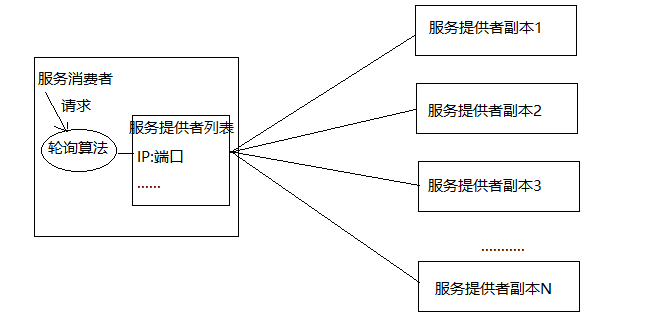 服务消费者
请求
轮询算法
服务提供者列表
IP:端口
......
服务提供者副本1
服务提供者副本2
服务提供者副本3
...........
服务提供者副本N